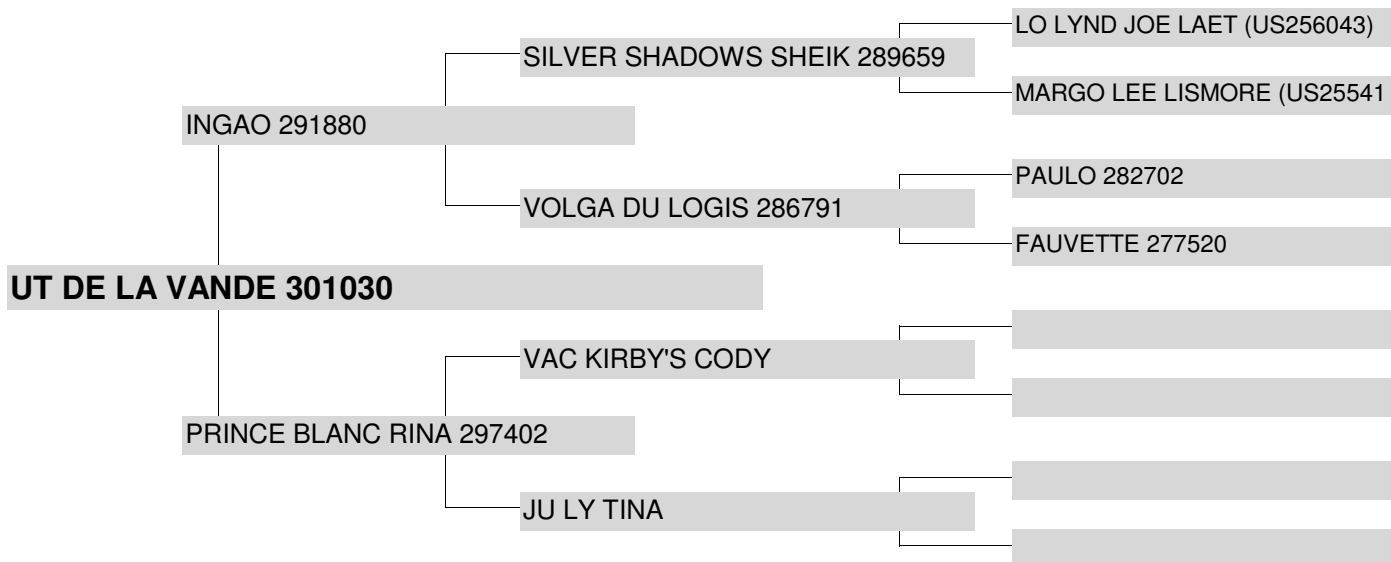 LO LYND JOE LAET (US256043)
SILVER SHADOWS SHEIK 289659
MARGO LEE LISMORE (US25541
INGAO 291880
PAULO 282702
VOLGA DU LOGIS 286791
FAUVETTE 277520
UT DE LA VANDE 301030
VAC KIRBY'S CODY
PRINCE BLANC RINA 297402
JU LY TINA